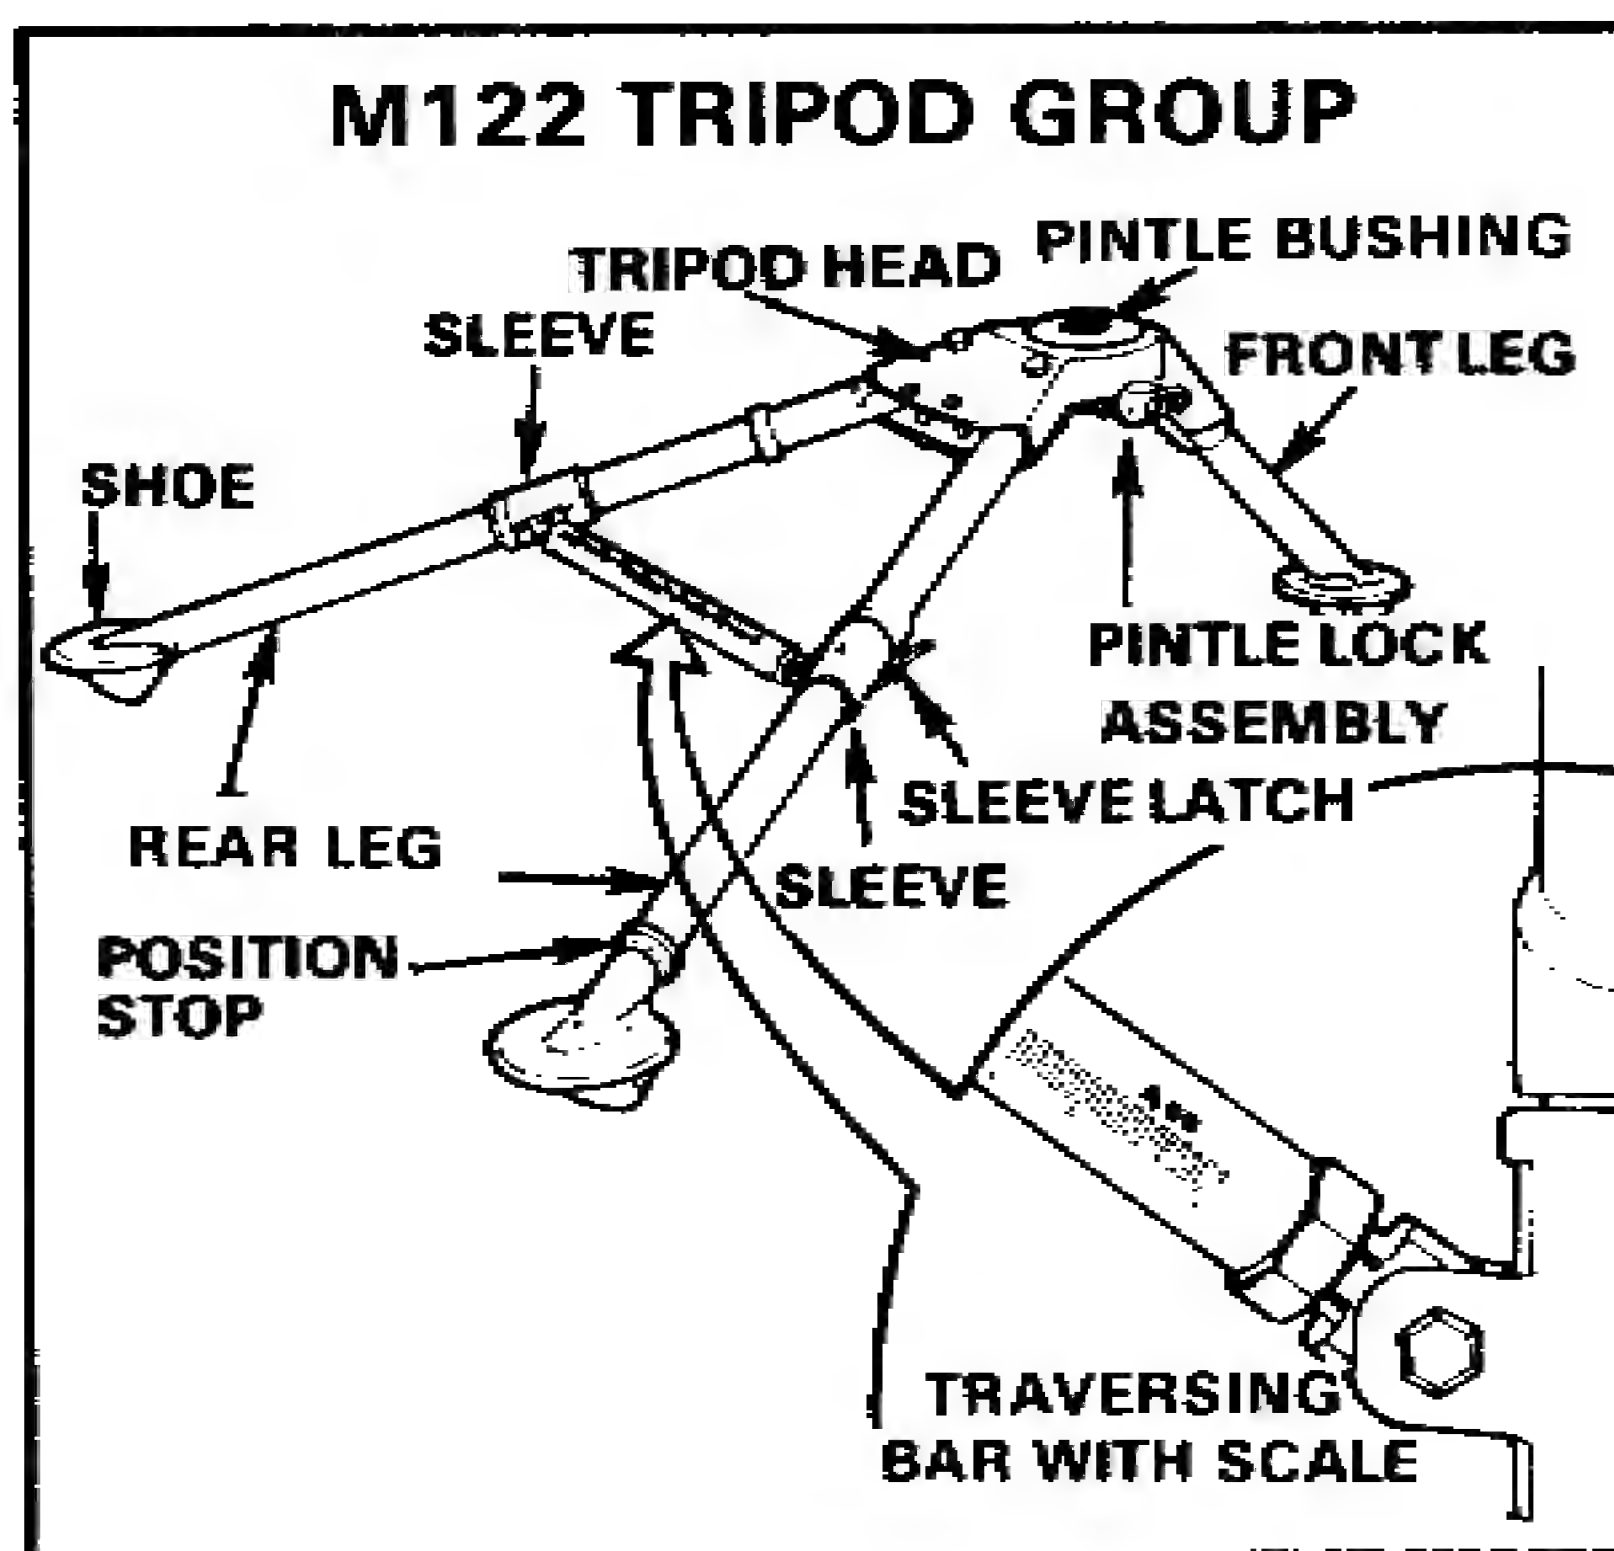 M122 TRIPOD GROUP
PINTLE BUSHING
TRIPOD HEAD
SLEEVE
FRONT LEG
SHOE
PINTLE LOCK
ASSEMBLY
SLEEVE LATCH
REAR LEG
SLEEVE
POSITION
STOP
TRAVERSING
BAR WITH SCALE